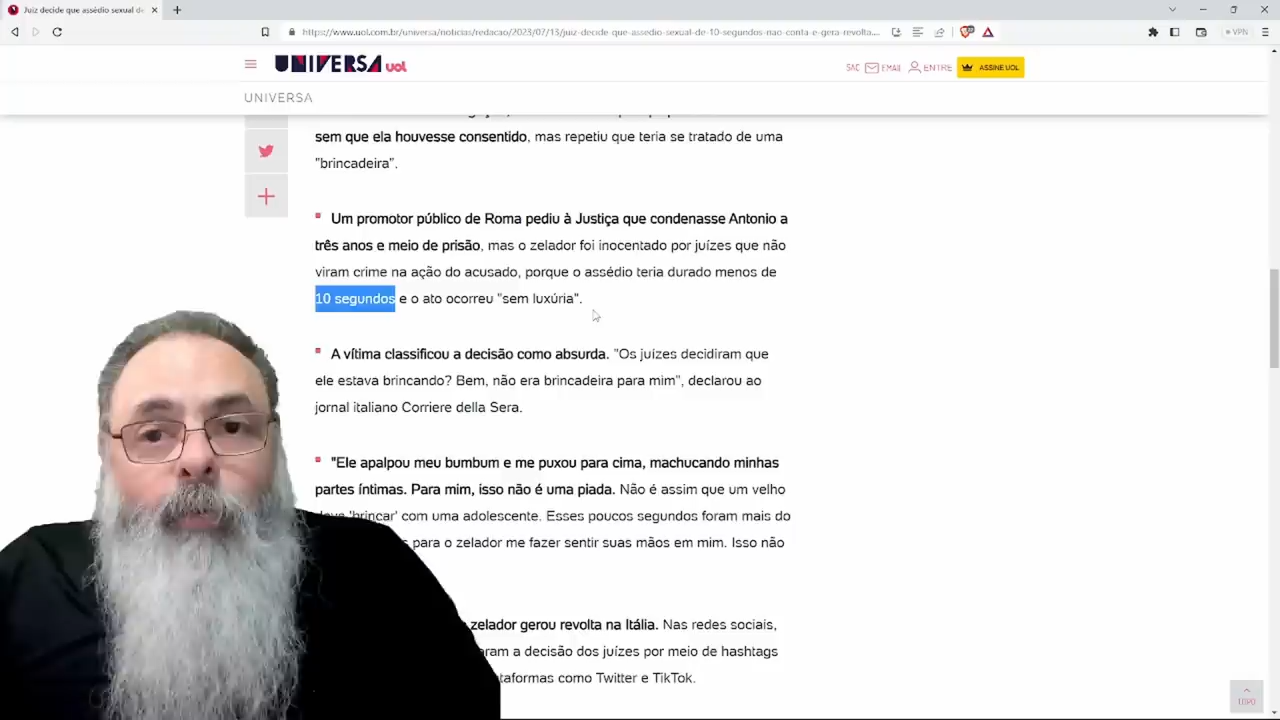 Juiz decide que assédio sexual de
https://www.uol.com.br/universa/noticias/redacao/2023/07/13/juiz-decide-que-assedio-sexual-de-10-segundos-nao-conta-e-gera-revolta....
VPN
UNIVERSA uol
SAC EMAIL ENTRE ASSINE UOL
UNIVERSA
sem que ela houvesse consentido, mas repetiu que teria se tratado de uma
"brincadeira".
Um promotor público de Roma pediu à Justiça que condenasse Antonio a
três anos e meio de prisão, mas o zelador foi inocentado por juízes que não
viram crime na ação do acusado, porque o assédio teria durado menos de
10 segundos e o ato ocorreu "sem luxúria".
A vítima classificou a decisão como absurda. "Os juízes decidiram que
ele estava brincando? Bem, não era brincadeira para mim", declarou ao
jornal italiano Corriere della Sera.
"Ele apalpou meu bumbum e me puxou para cima, machucando minhas
partes íntimas. Para mim, isso não é uma piada. Não é assim que um velho
'brincar' com uma adolescente. Esses poucos segundos foram mais do
para o zelador me fazer sentir suas mãos em mim. Isso não
zelador gerou revolta na Itália. Nas redes sociais,
a decisão dos juízes por meio de hashtags
como Twitter e TikTok.
TOPO